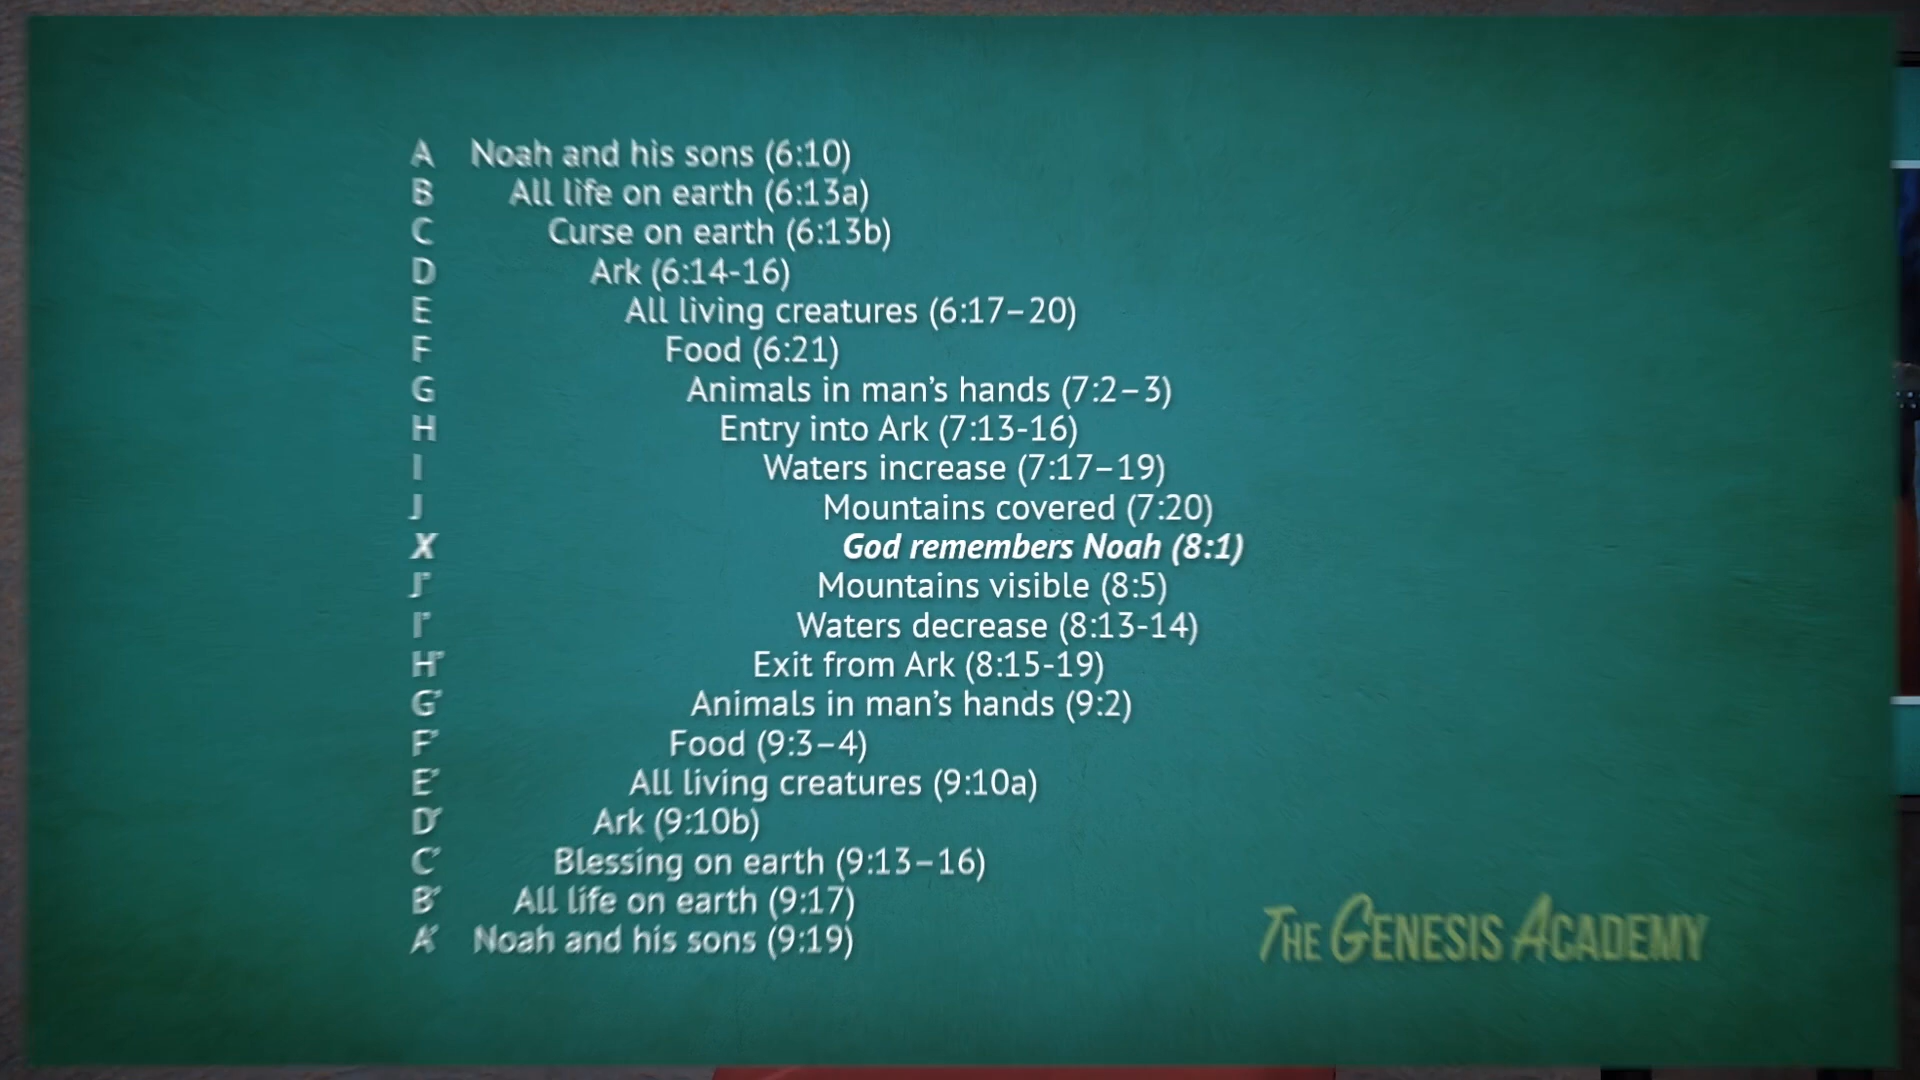 A Noah and his sons (6:10)
B All life on earth (6:13a)
C Curse on earth (6:13b)
D Ark (6:14-16)
E All living creatures (6:17–20)
F Food (6:21)
G Animals in man’s hands (7:2–3)
H Entry into Ark (7:13-16)
I Waters increase (7:17–19)
J Mountains covered (7:20)
X God remembers Noah (8:1)
J’ Mountains visible (8:5)
I’ Waters decrease (8:13-14)
H’ Exit from Ark (8:15-19)
G’ Animals in man’s hands (9:2)
F’ Food (9:3–4)
E’ All living creatures (9:10a)
D’ Ark (9:10b)
C’ Blessing on earth (9:13–16)
B’ All life on earth (9:17)
A’ Noah and his sons (9:19)
THE GENESIS ACADEMY